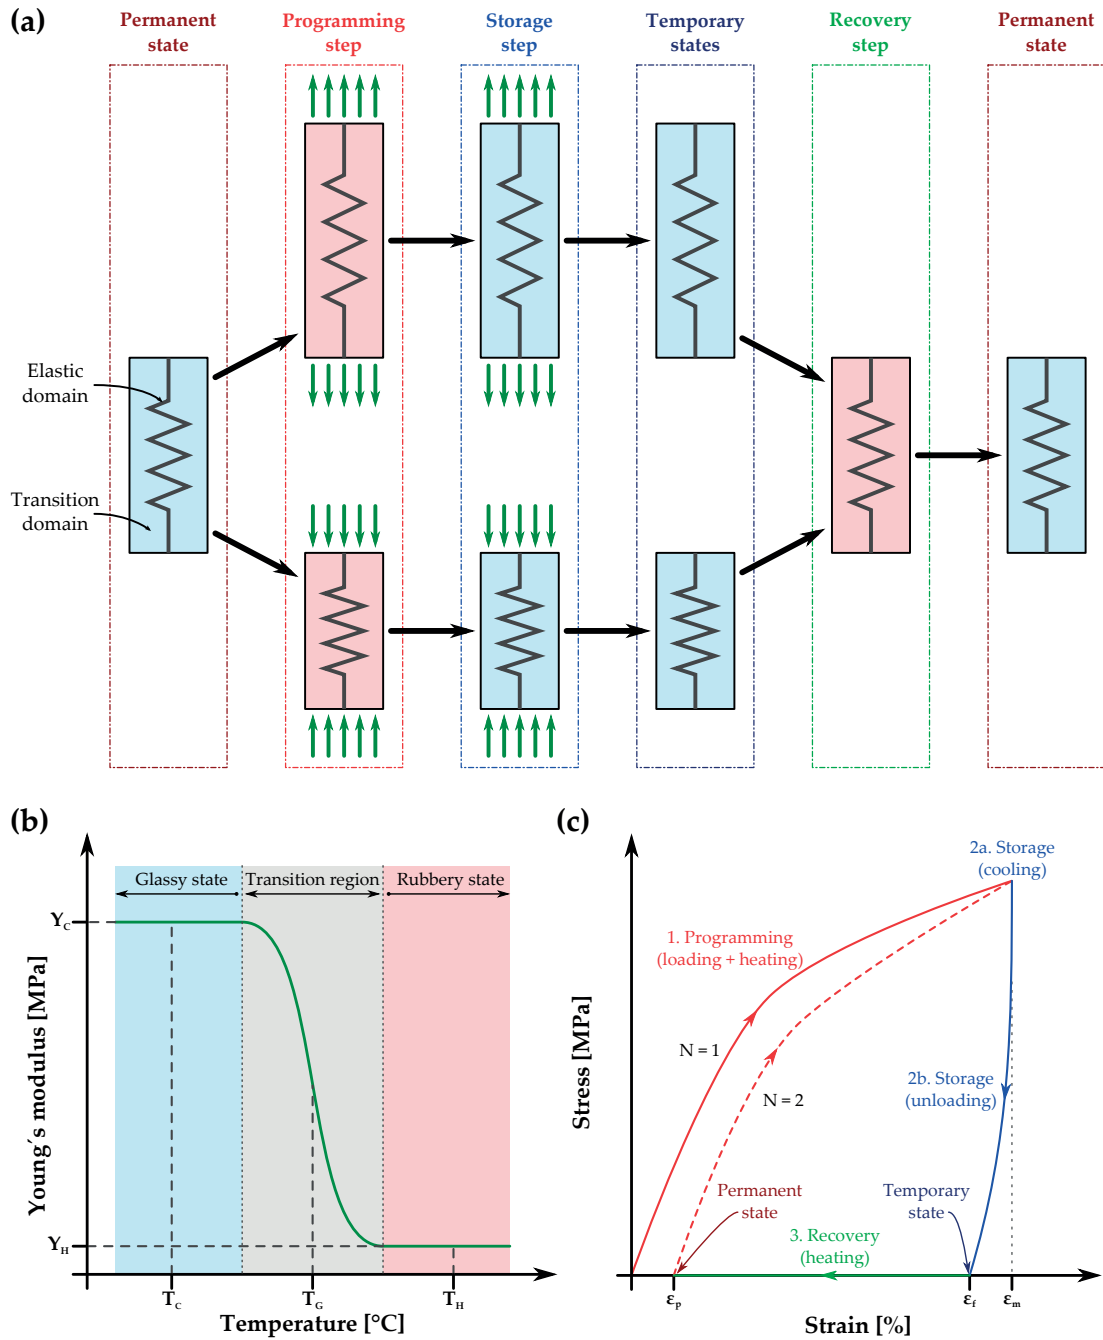 (a)
Permanent
state
Programming
step
Storage
step
Temporary
states
Recovery
step
Permanent
state
Elastic
domain
Transition
domain
(b)
Glassy state
Transition region
Rubbery state
Y_C
Y_H
Young´s modulus [MPa]
T_C
T_G
T_H
Temperature [°C]
(c)
2a. Storage
(cooling)
1. Programming
(loading + heating)
N = 1
N = 2
2b. Storage
(unloading)
Permanent
state
Temporary
state
3. Recovery
(heating)
Stress [MPa]
ε_p
ε_f
ε_m
Strain [%]